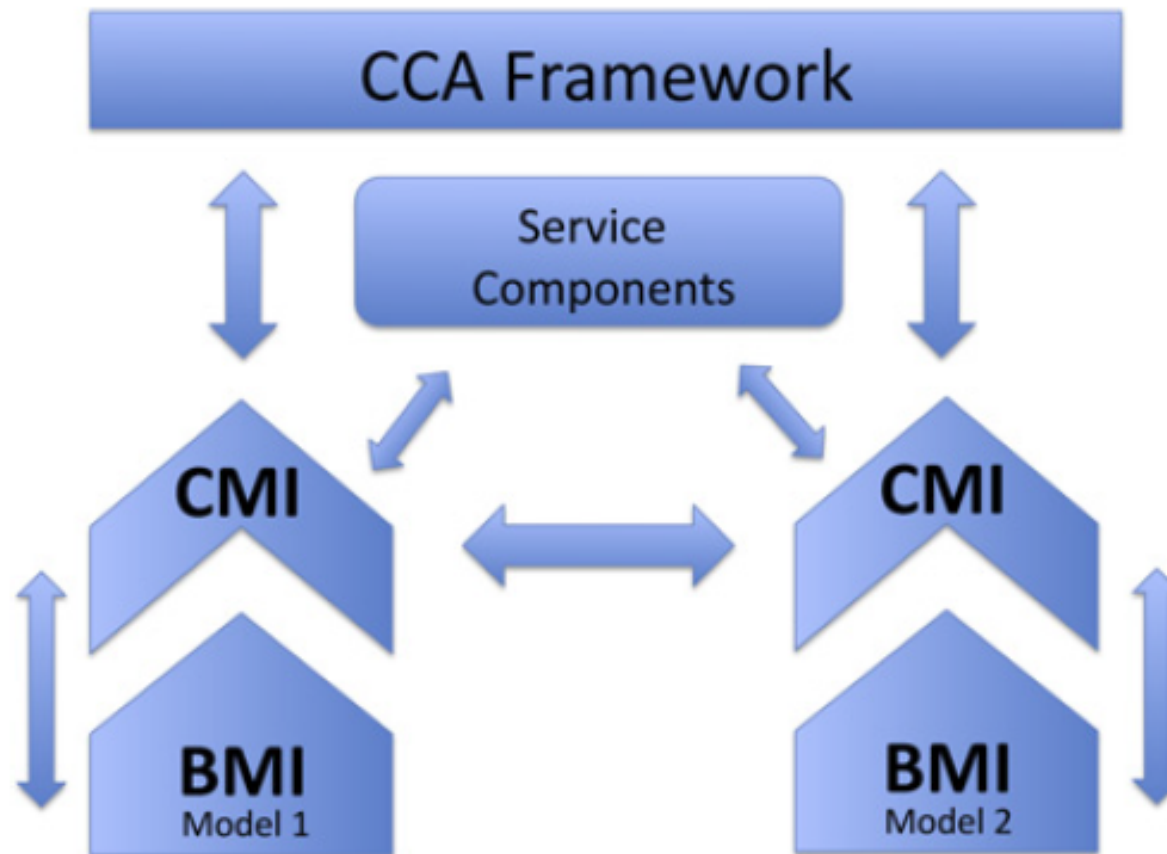 CCA Framework
Service
Components
CMI
CMI
BMI
Model 1
BMI
Model 2